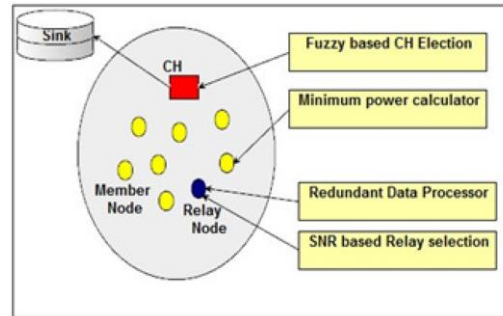 Sink
CH
Fuzzy based CH Election
Minimum power calculator
Member
Node
Relay
Node
Redundant Data Processor
SNR based Relay selection